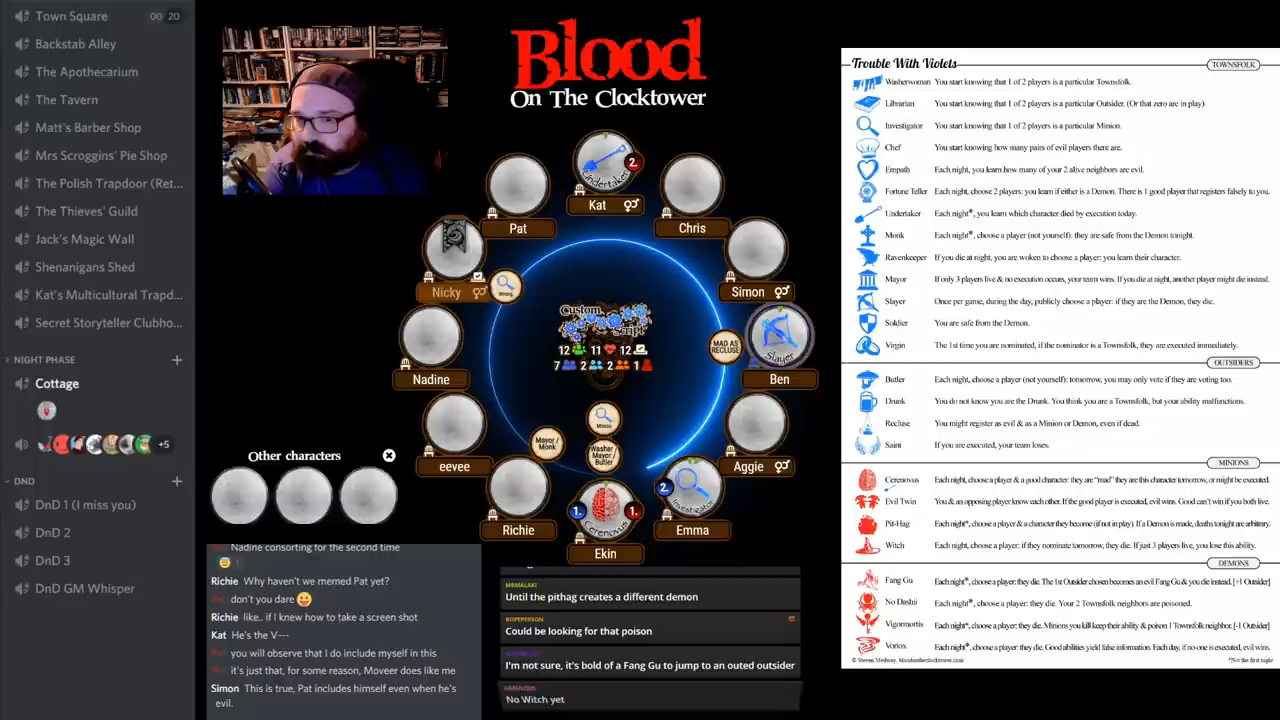 Town Square
00 20
Backstab Alley
The Apothecarium
The Tavern
Matt's Barber Shop
Mrs Scroggins' Pie Shop
The Polish Trapdoor (Ret...
The Thieves' Guild
Jack's Magic Wall
Shenanigans Shed
Multicultural Trapd...
Secret Storyteller Clubho...
NIGHT PHASE
Cottage
+5
DND
D&D 1 (miss you)
D&D 2
D&D 3
D&D GM Whisper
Blood
On The Clocktower
Undertaker
2.
Kat
Pat
Chris
Nicky
Wrong
Simon
Custom
Script
12 11 12
7 2 2 1
MAD AS
RECLUSE
Slayer
Nadine
Ben
Minion
Mayor /
Monk
Washer /
Mayor /
Butler
eevee
Aggie
2.
Investigator
1.
1.
Cerenovus
Richie
Emma
Ekin
Other characters
Nadine consorting for the second time
1
Richie Why haven't we memed Pat yet?
Pat don't you dare
Richie like.. if I knew how to take a screen shot
Kat He's the V---
Pat you will observe that I do include myself in this
Pat it's just that, for some reason, Moveer does like me
Simon This is true, Pat includes himself even when he's
evil.
MRMALAKI
Until the pithag creates a different demon
Could be looking for that poison
I'm not sure, it's bold of a Fang Gu to jump to an outed outsider
No Witch yet
Trouble With Violets
TOWNSFOLK
Washerwoman You start knowing that 1 of 2 players is a particular Townsfolk.
Librarian You start knowing that 1 of 2 players is a particular Outsider. (Or that zero are in play)
Investigator You start knowing that 1 of 2 players is a particular Minion.
Chef You start knowing how many pairs of evil players there are.
Empath Each night, you learn how many of your 2 alive neighbors are evil.
Fortune Teller Each night, choose 2 players: you learn if either is a Demon. There is 1 good player that registers falsely to you.
Undertaker Each night*, you learn which character died by execution today.
Monk Each night*, choose a player (not yourself): they are safe from the Demon tonight.
Ravenkeeper If you die at night, you are woken to choose a player: you learn their character.
Mayor If only 3 players live & no execution occurs, your team wins. If you die at night, another player might die instead.
Slayer Once per game, during the day, publicly choose a player: if they are the Demon, they die.
Soldier You are safe from the Demon.
Virgin The 1st time you are nominated, if the nominator is a Townsfolk, they are executed immediately.
OUTSIDERS
Butler Each night, choose a player (not yourself): tomorrow, you may only vote if they are voting too.
Drunk You do not know you are the Drunk. You think you are a Townsfolk, but your ability malfunctions.
Recluse You might register as evil & as a Minion or Demon, even if dead.
Saint If you are executed, your team loses.
MINIONS
Cerenovus Each night, choose a player & a good character: they are "mad" they are this character tomorrow, or might be executed.
Evil Twin You & an opposing player know each other. If the good player is executed, evil wins. Good can't win if you both live.
Pit-Hag Each night*, choose a player & a character they become (if not in play). If a Demon is made, deaths tonight are arbitrary.
Witch Each night, choose a player: if they nominate tomorrow, they die. If just 3 players live, you lose this ability.
DEMONS
Fang Gu Each night*, choose a player: they die. The 1st Outsider chosen becomes an evil Fang Gu & you die instead. [+1 Outsider]
No Dashii Each night*, choose a player: they die. Your 2 Townsfolk neighbors are poisoned.
Vigormortis Each night*, choose a player: they die. Minions you kill keep their ability & poison 1 Townsfolk neighbor. [-1 Outsider]
Vortox Each night*, choose a player: they die. Good abilities yield false information. Each day, if no-one is executed, evil wins.
© Steven Medway, bloodontheclocktower.com
*Not the first night